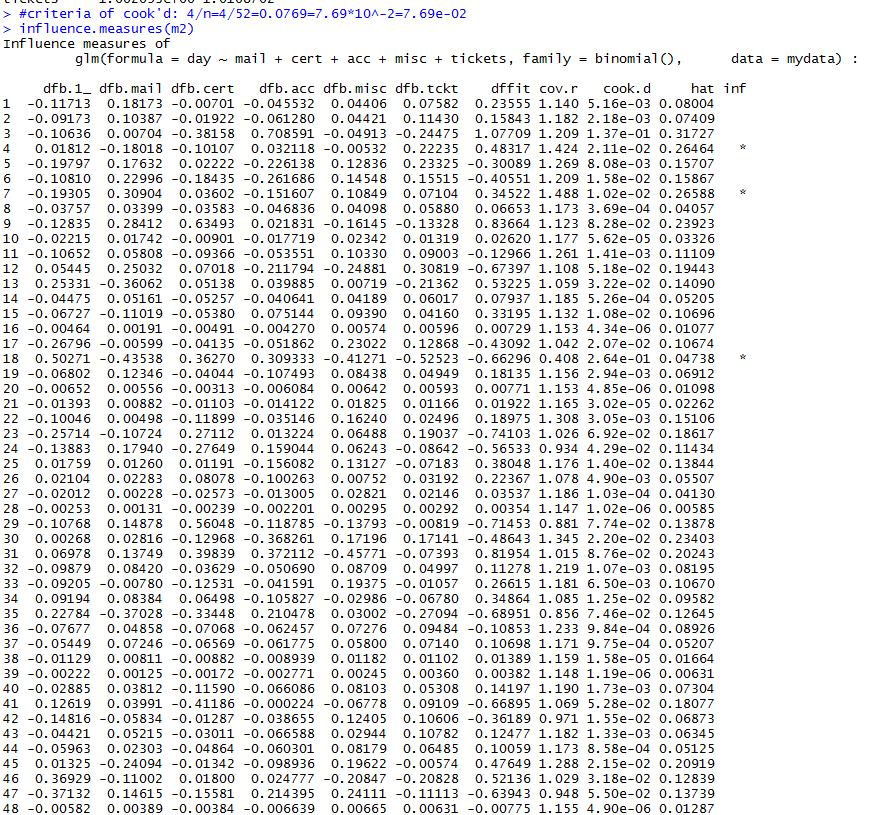 > #criteria of cook'd: 4/n=4/52=0.0769=7.69*10^-2=7.69e-02
> influence.measures(m2)
Influence measures of
glm(formula = day ~ mail + cert + acc + misc + tickets, family = binomial(), data = mydata) :
dfb.1_ dfb.mail dfb.cert dfb.acc dfb.misc dfb.tckt dffit cov.r cook.d hat inf
1 -0.11713 0.18173 -0.00701 -0.045532 0.04406 0.07582 0.23555 1.140 5.16e-03 0.08004
2 -0.09173 0.10387 -0.01922 -0.061280 0.04421 0.11430 0.15843 1.182 2.18e-03 0.07409
3 -0.10636 0.00704 -0.38158 0.708591 -0.04913 -0.24475 1.07709 1.209 1.37e-01 0.31727
4 0.01812 -0.18018 -0.10107 0.032118 -0.00532 0.22235 0.48317 1.424 2.11e-02 0.26464 *
5 -0.19797 0.17632 0.02222 -0.226138 0.12836 0.23325 -0.30089 1.269 8.08e-03 0.15707
6 -0.10810 0.22996 -0.18435 -0.261686 0.14548 0.15515 -0.40551 1.209 1.58e-02 0.15867
7 -0.19305 0.30904 0.03602 -0.151607 0.10849 0.07104 0.34522 1.488 1.02e-02 0.26588 *
8 -0.03757 0.03399 -0.03583 -0.046836 0.04098 0.05880 0.06653 1.173 3.69e-04 0.04057
9 -0.12835 0.28412 0.63493 0.021831 -0.16145 -0.13328 0.83664 1.123 8.28e-02 0.23923
10 -0.02215 0.01742 -0.00901 -0.017719 0.02342 0.01319 0.02620 1.177 5.62e-05 0.03326
11 -0.10652 0.05808 -0.09366 -0.053551 0.10330 0.09003 -0.12966 1.261 1.41e-03 0.11109
12 0.05445 0.25032 0.07018 -0.211794 -0.24881 0.30819 -0.67397 1.108 5.18e-02 0.19443
13 0.25331 -0.36062 0.05138 0.039885 0.00719 -0.21362 0.53225 1.059 3.22e-02 0.14090
14 -0.04475 0.05161 -0.05257 -0.040641 0.04189 0.06017 0.07937 1.185 5.26e-04 0.05205
15 -0.06727 -0.11019 -0.05380 0.075144 0.09390 0.04160 0.33195 1.132 1.08e-02 0.10696
16 -0.00464 0.00191 -0.00491 -0.004270 0.00574 0.00596 0.00729 1.153 4.34e-06 0.01077
17 -0.26796 -0.00599 -0.04135 -0.051862 0.23022 0.12868 -0.43092 1.042 2.07e-02 0.10674
18 0.50271 -0.43538 0.36270 0.309333 -0.41271 -0.52523 -0.66296 0.408 2.64e-01 0.04738 *
19 -0.06802 0.12346 -0.04044 -0.107493 0.08438 0.04949 0.18135 1.156 2.94e-03 0.06912
20 -0.00652 0.00556 -0.00313 -0.006084 0.00642 0.00593 0.00771 1.153 4.85e-06 0.01098
21 -0.01393 0.00882 -0.01103 -0.014122 0.01825 0.01166 0.01922 1.165 3.02e-05 0.02262
22 -0.10046 0.00498 -0.11899 -0.035146 0.16240 0.02496 0.18975 1.308 3.05e-03 0.15106
23 -0.25714 -0.10724 0.27112 0.013224 0.06488 0.19037 -0.74103 1.026 6.92e-02 0.18617
24 -0.13883 0.17940 -0.27649 0.159044 0.06243 -0.08642 -0.56533 0.934 4.29e-02 0.11434
25 0.01759 0.01260 0.01191 -0.156082 0.13127 -0.07183 0.38048 1.176 1.40e-02 0.13844
26 0.02104 0.02283 0.08078 -0.100263 0.00752 0.03192 0.22367 1.078 4.90e-03 0.05507
27 -0.02012 0.00228 -0.02573 -0.013005 0.02821 0.02146 0.03537 1.186 1.03e-04 0.04130
28 -0.00253 0.00131 -0.00239 -0.002201 0.00295 0.00292 0.00354 1.147 1.02e-06 0.00585
29 -0.10768 0.14878 0.56048 -0.118785 -0.13793 -0.00819 -0.71453 0.881 7.74e-02 0.13878
30 0.00268 0.02816 -0.12968 -0.368261 0.17196 0.17141 -0.48643 1.345 2.20e-02 0.23403
31 0.06978 0.13749 0.39839 0.372112 -0.45771 -0.07393 0.81954 1.015 8.76e-02 0.20243
32 -0.09879 0.08420 -0.03629 -0.050690 0.08709 0.04997 0.11278 1.219 1.07e-03 0.08195
33 -0.09205 -0.00780 -0.12531 -0.041591 0.19375 -0.01057 0.26615 1.181 6.50e-03 0.10670
34 0.09194 0.08384 0.06498 -0.105827 -0.02986 -0.06780 0.34864 1.085 1.25e-02 0.09582
35 0.22784 -0.37028 -0.33448 0.210478 0.03002 -0.27094 -0.68951 0.856 7.46e-02 0.12645
36 -0.07677 0.04858 -0.07068 -0.062457 0.07276 0.09484 -0.10853 1.233 9.84e-04 0.08926
37 -0.05449 0.07246 -0.06569 -0.061775 0.05800 0.07140 0.10698 1.171 9.75e-04 0.05207
38 -0.01129 0.00811 -0.00882 -0.008939 0.01182 0.01102 0.01389 1.159 1.58e-05 0.01664
39 -0.00222 0.00125 -0.00172 -0.002771 0.00245 0.00360 0.00382 1.148 1.19e-06 0.00631
40 -0.02885 0.03812 -0.11590 -0.066086 0.08103 0.05308 0.14197 1.190 1.73e-03 0.07304
41 0.12619 0.03991 -0.41186 -0.000224 -0.06778 0.09109 -0.66895 1.069 5.28e-02 0.18077
42 -0.14816 -0.05834 -0.01287 -0.038655 0.12405 0.10606 -0.36189 0.971 1.55e-02 0.06873
43 -0.04421 0.05215 -0.03011 -0.066588 0.02944 0.10782 0.12477 1.182 1.33e-03 0.06345
44 -0.05963 0.02303 -0.04864 -0.060301 0.08179 0.06485 0.10059 1.173 8.58e-04 0.05125
45 0.01325 -0.24094 -0.01342 -0.098936 0.19622 -0.00574 0.47649 1.288 2.15e-02 0.20919
46 0.36929 -0.11002 0.01800 0.024777 -0.20847 -0.20828 0.52136 1.029 3.18e-02 0.12839
47 -0.37132 0.14615 -0.15581 0.214395 0.24111 -0.11113 -0.63943 0.948 5.50e-02 0.13739
48 -0.00582 0.00389 -0.00384 -0.006639 0.00665 0.00631 -0.00775 1.155 4.90e-06 0.01287